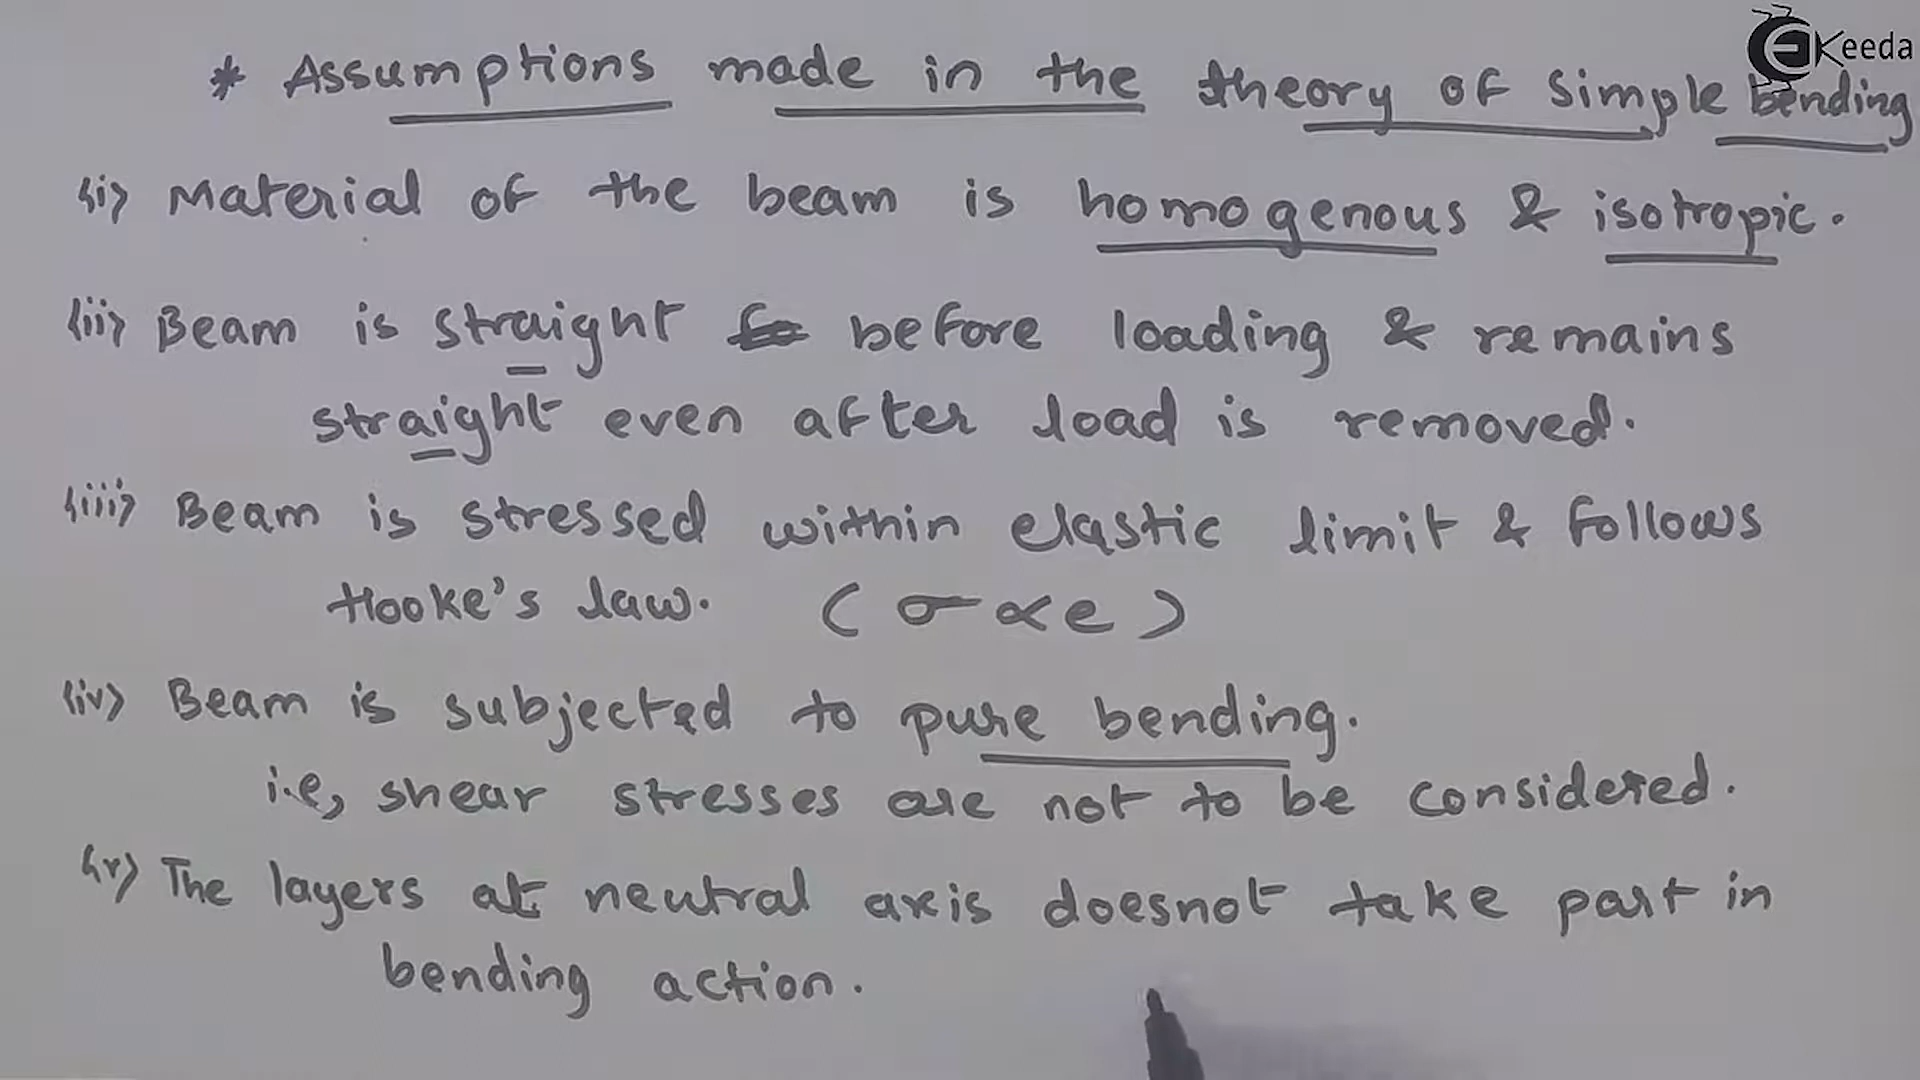 eKeeda
* Assumptions made in the theory of simple bending
(i) Material of the beam is homogenous & isotropic.
(ii) Beam is straight before loading & remains
straight even after load is removed.
(iii) Beam is stressed within elastic limit & follows
Hooke's law. (σ ∝ e)
(iv) Beam is subjected to pure bending.
i.e, shear stresses are not to be considered.
(v) The layers at neutral axis doesnot take part in
bending action.